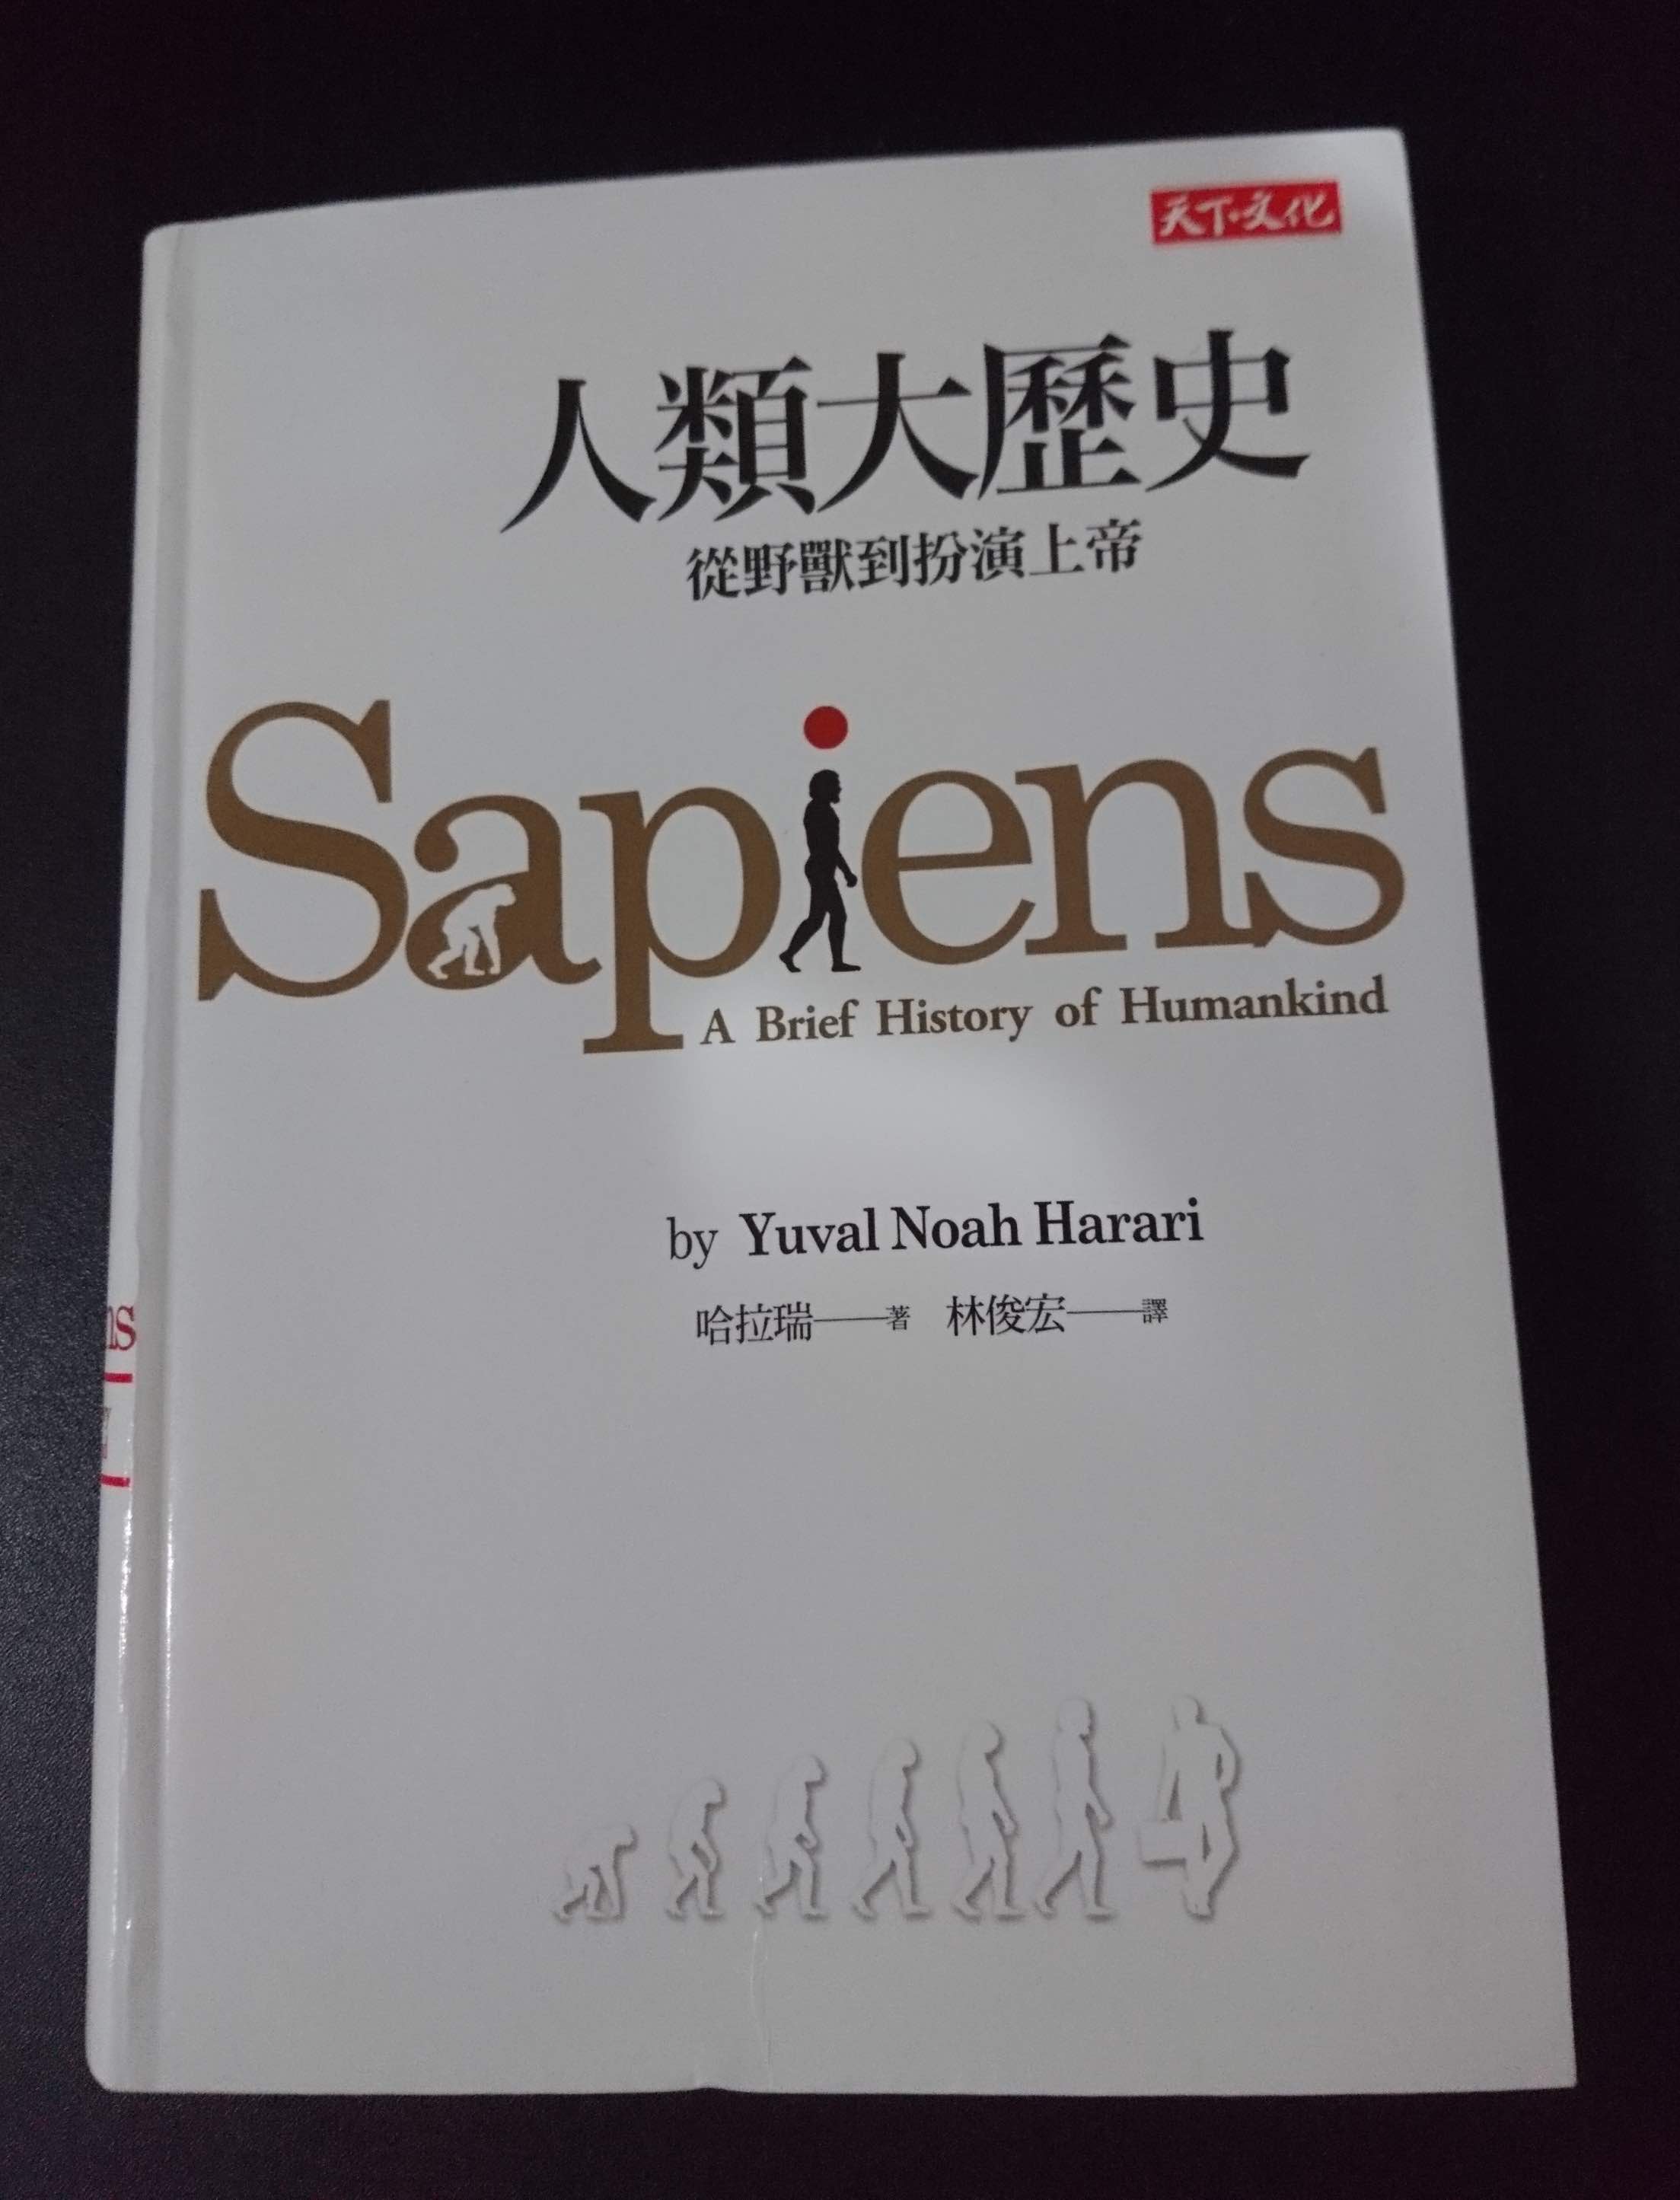 天下文化
人類大歷史
從野獸到扮演上帝
Sapiens
A Brief History of Humankind
by Yuval Noah Harari
哈拉瑞——著 林俊宏——譯
ns